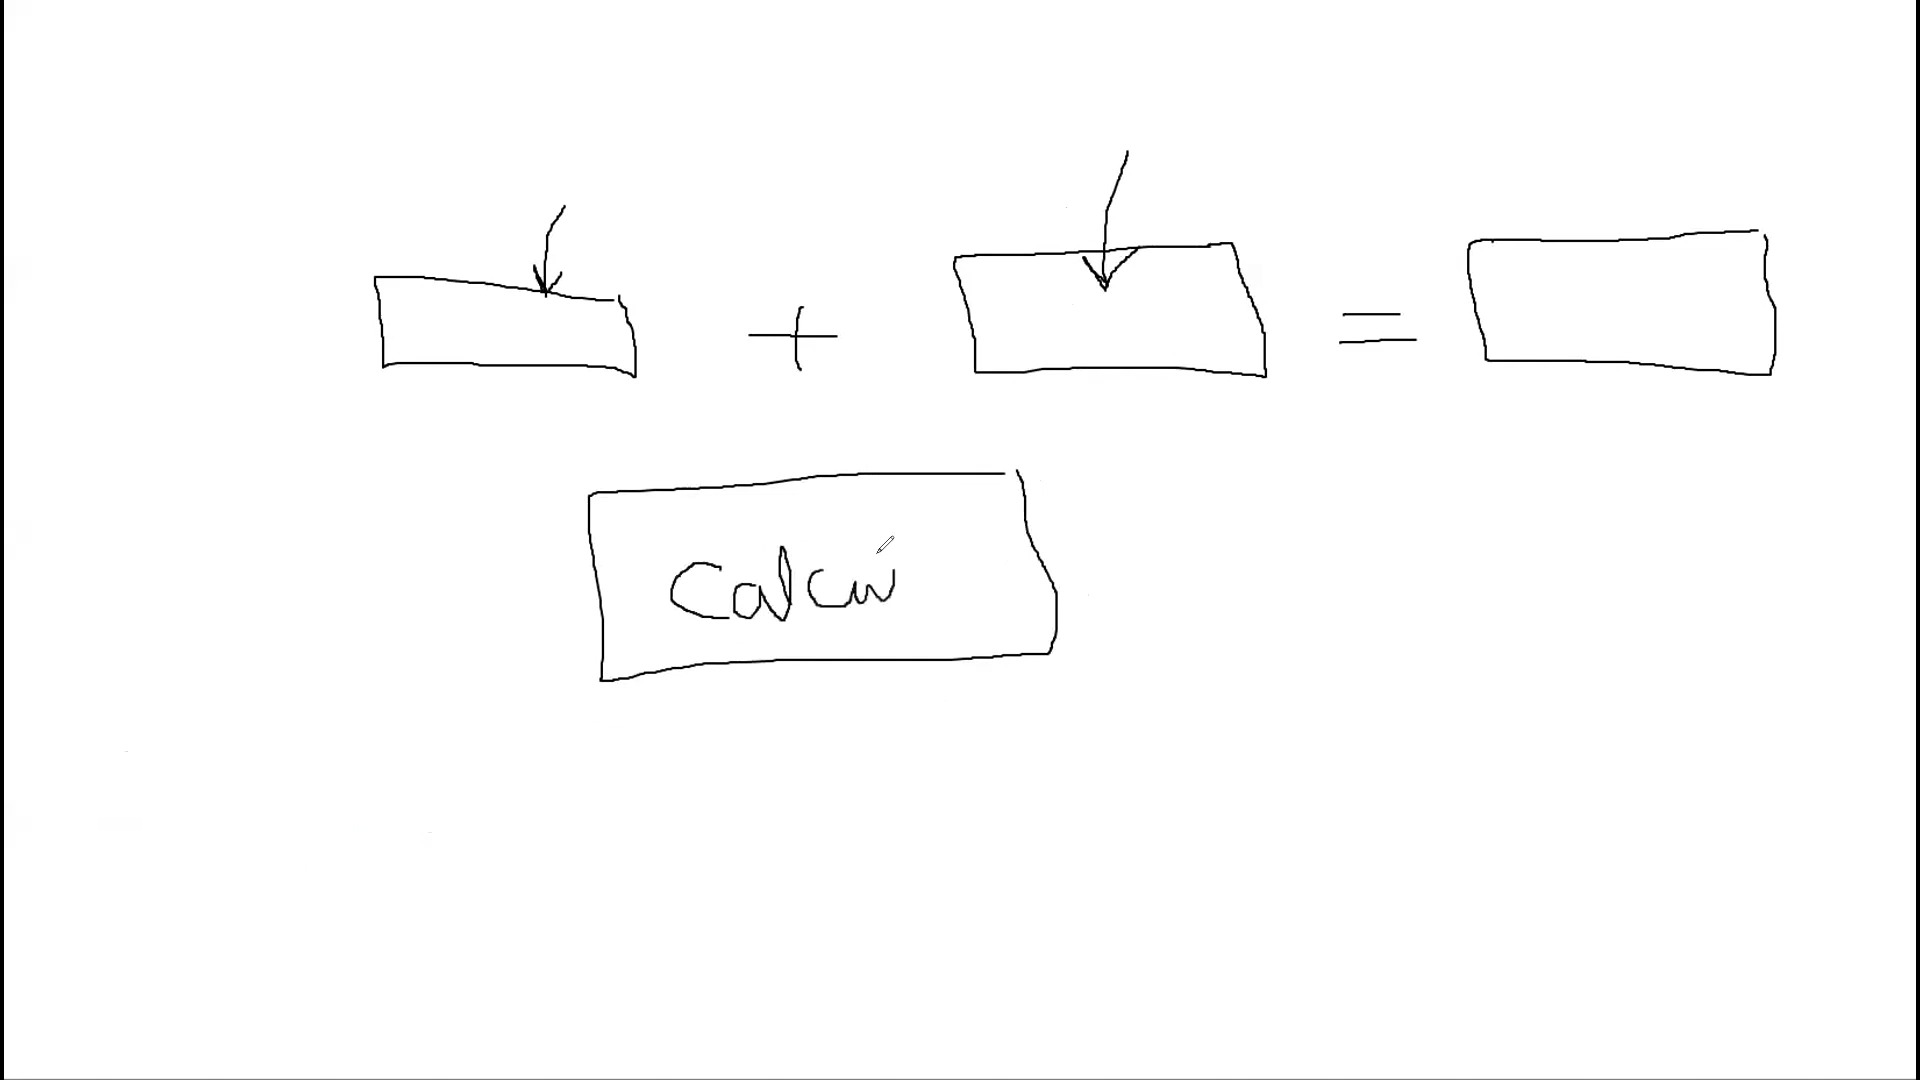 + =
Calcu